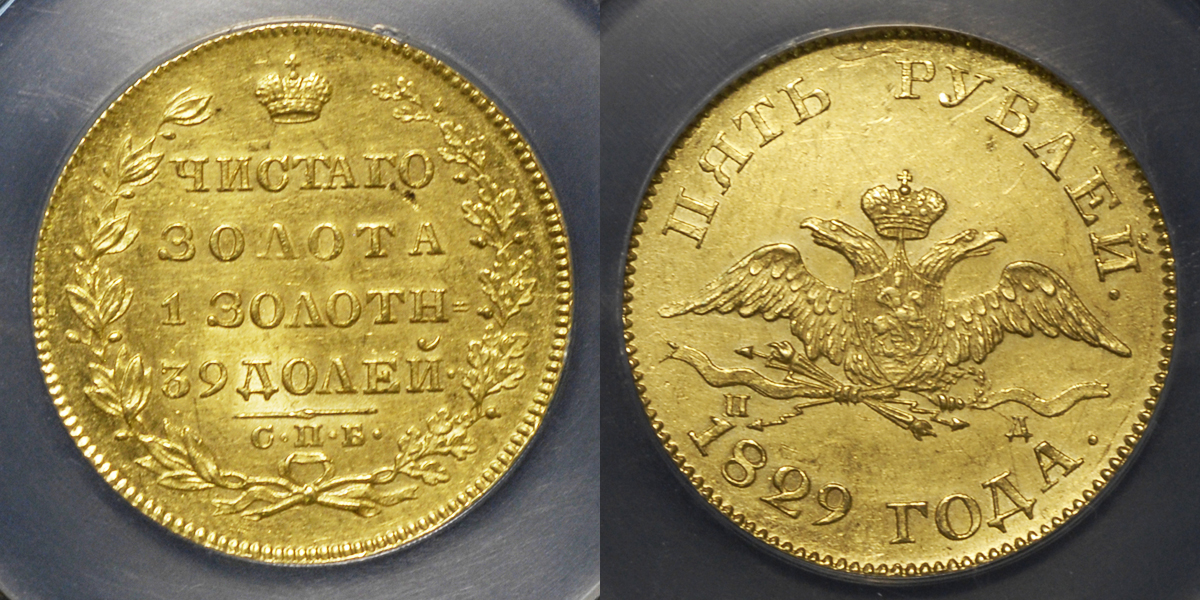 ЧИСТАГО
ЗОЛОТА
1 ЗОЛОТН=
39 ДОЛЕЙ·
С·П·Б·
ПЯТЬ РУБЛЕЙ.
П Д
1829 ГОДА.